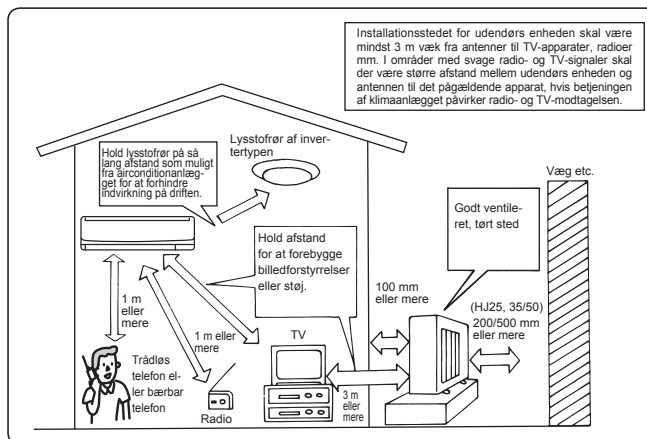 Installationsstedet for udendørs enheden skal være
mindst 3 m væk fra antenner til TV-apparater, radioer
mm. I områder med svage radio- og TV-signaler skal
der være større afstand mellem udendørs enheden og
antennen til det pågældende apparat, hvis betjeningen
af klimaanlægget påvirker radio- og TV-modtagelsen.
Lysstofrør af inver-
tertypen
Hold lysstofrør på så
lang afstand som muligt
fra airconditionanlæg-
get for at forhindre
indvirkning på driften.
Væg etc.
Godt ventile-
ret, tørt sted
Hold afstand
for at forebygge
billedforstyrrelser
eller støj.
100 mm
eller mere
(HJ25, 35/50)
200/500 mm
eller mere
1 m
eller
mere
1 m eller
mere
TV
Trådløs
telefon el-
ler bærbar
telefon
Radio
3 m
eller
mere